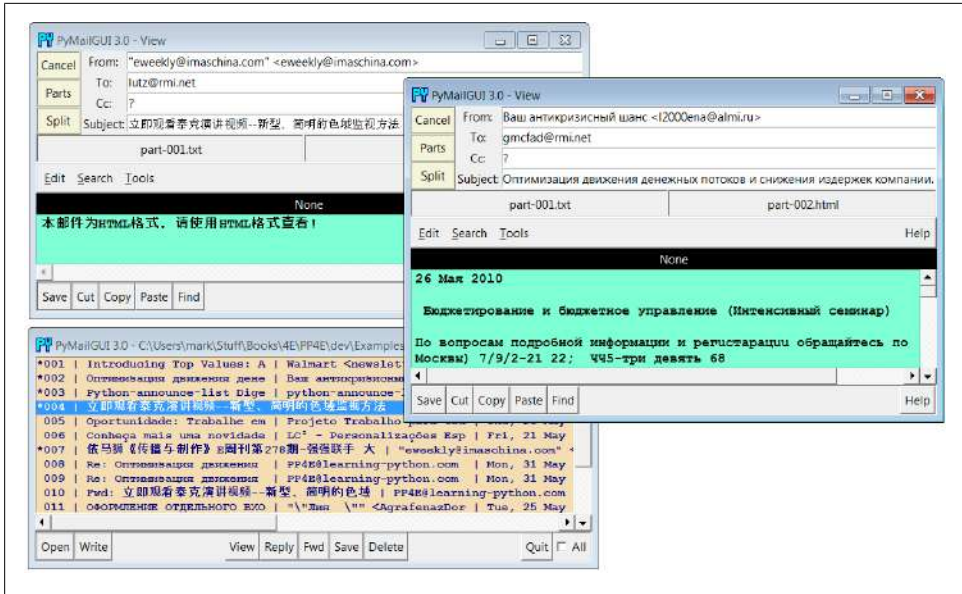 PyMailGUI 3.0 - View
Cancel From: "eweekly@imaschina.com" <eweekly@imaschina.com>
To: lutz@rmi.net
Parts
Cc: ?
Split Subject: 立即观看泰克演讲视频--新型、简明的色域监视方法
part-001.txt
Edit Search Tools
None
本邮件为HTML格式，请使用HTML格式查看！
Save Cut Copy Paste Find
PyMailGUI 3.0 - View
Cancel From: Ваш антикризисный шанс <l2000ena@almi.ru>
To: gmcfad@rmi.net
Parts
Cc: ?
Split Subject: Оптимизация движения денежных потоков и снижения издержек компании.
part-001.txt part-002.html
Edit Search Tools Help
None
26 Мая 2010
Бюджетирование и бюджетное управление (Интенсивный семинар)
По вопросам подробной информации и регистарации обращайтесь по
Москвы) 7/9/2-21 22; ЧЧ5-три девять 68
Save Cut Copy Paste Find Help
PyMailGUI 3.0 - C:\Users\mark\Stuff\Books\4E\PP4E\dev\Examples
*001 | Introducing Top Values: A | Walmart <newslet
*002 | Оптимизация движения дене | Ваш антикризисны
*003 | Python-announce-list Dige | python-announce-
*004 | 立即观看泰克演讲视频--新型、简明的色域监视方法
005 | Oportunidade: Trabalhe em | Projeto Trabalho
006 | Conheça mais uma novidade | LC² - Personalizações Esp | Fri, 21 May
*007 | 依马狮《传播与制作》E周刊第278期-强强联手 大 | "eweekly@imaschina.com" <
008 | Re: Оптимизация движения | PP4E@learning-python.com | Mon, 31 May
009 | Re: Оптимизация движения | PP4E@learning-python.com | Mon, 31 May
010 | Fwd: 立即观看泰克演讲视频--新型、简明的色域 | PP4E@learning-python.com
011 | ОФОРМЛЕНИЕ ОТДЕЛЬНОГО ВХО | "\"Лия \"" <AgrafenazDor | Tue, 25 May
Open Write View Reply Fwd Save Delete Quit All